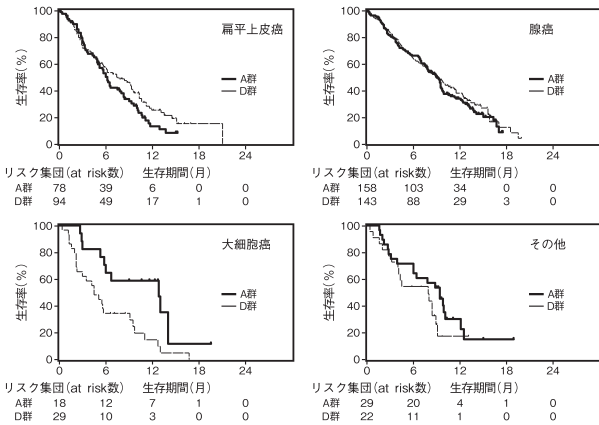 扁平上皮癌
生存率(%)
100
80
60
40
20
0
A群
D群
0 6 12 18 24
リスク集団(at risk数) 生存期間(月)
A群 78 39 6 0 0
D群 94 49 17 1 0
腺癌
生存率(%)
100
80
60
40
20
0
A群
D群
0 6 12 18 24
リスク集団(at risk数) 生存期間(月)
A群 158 103 34 0 0
D群 143 88 29 3 0
大細胞癌
生存率(%)
100
80
60
40
20
0
A群
D群
0 6 12 18 24
リスク集団(at risk数) 生存期間(月)
A群 18 12 7 1 0
D群 29 10 3 0 0
その他
生存率(%)
100
80
60
40
20
0
A群
D群
0 6 12 18 24
リスク集団(at risk数) 生存期間(月)
A群 29 20 4 1 0
D群 22 11 1 0 0